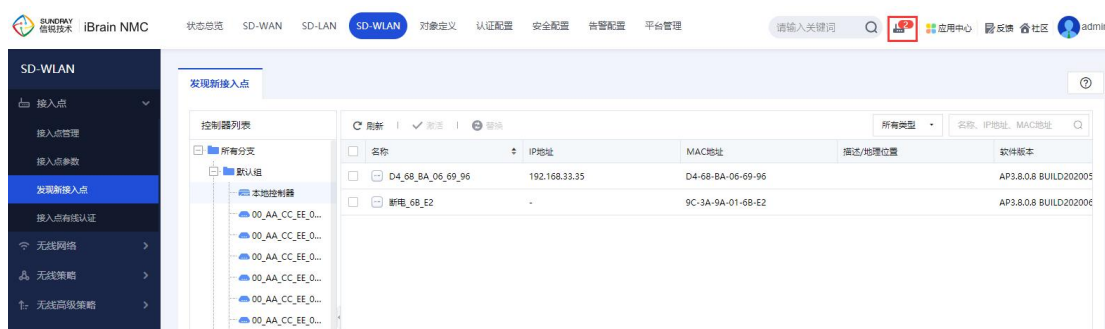 SUNDRAY 信锐技术 iBrain NMC 状态总览 SD-WAN SD-LAN SD-WLAN 对象定义 认证配置 安全配置 告警配置 平台管理 请输入关键词 2 应用中心 反馈 社区 admin
SD-WLAN
发现新接入点
接入点
控制器列表 刷新 激活 替换 所有类型 名称、IP地址、MAC地址
接入点管理
所有分支 名称 IP地址 MAC地址 描述/地理位置 软件版本
接入点参数
默认组 D4_68_BA_06_69_96 192.168.33.35 D4-68-BA-06-69-96 AP3.8.0.8 BUILD202005
发现新接入点
本地控制器 断电_6B_E2 - 9C-3A-9A-01-6B-E2 AP3.8.0.8 BUILD202006
接入点有线认证
00_AA_CC_EE_0...
00_AA_CC_EE_0...
无线网络
00_AA_CC_EE_0...
无线策略
00_AA_CC_EE_0...
00_AA_CC_EE_0...
无线高级策略
00_AA_CC_EE_0...